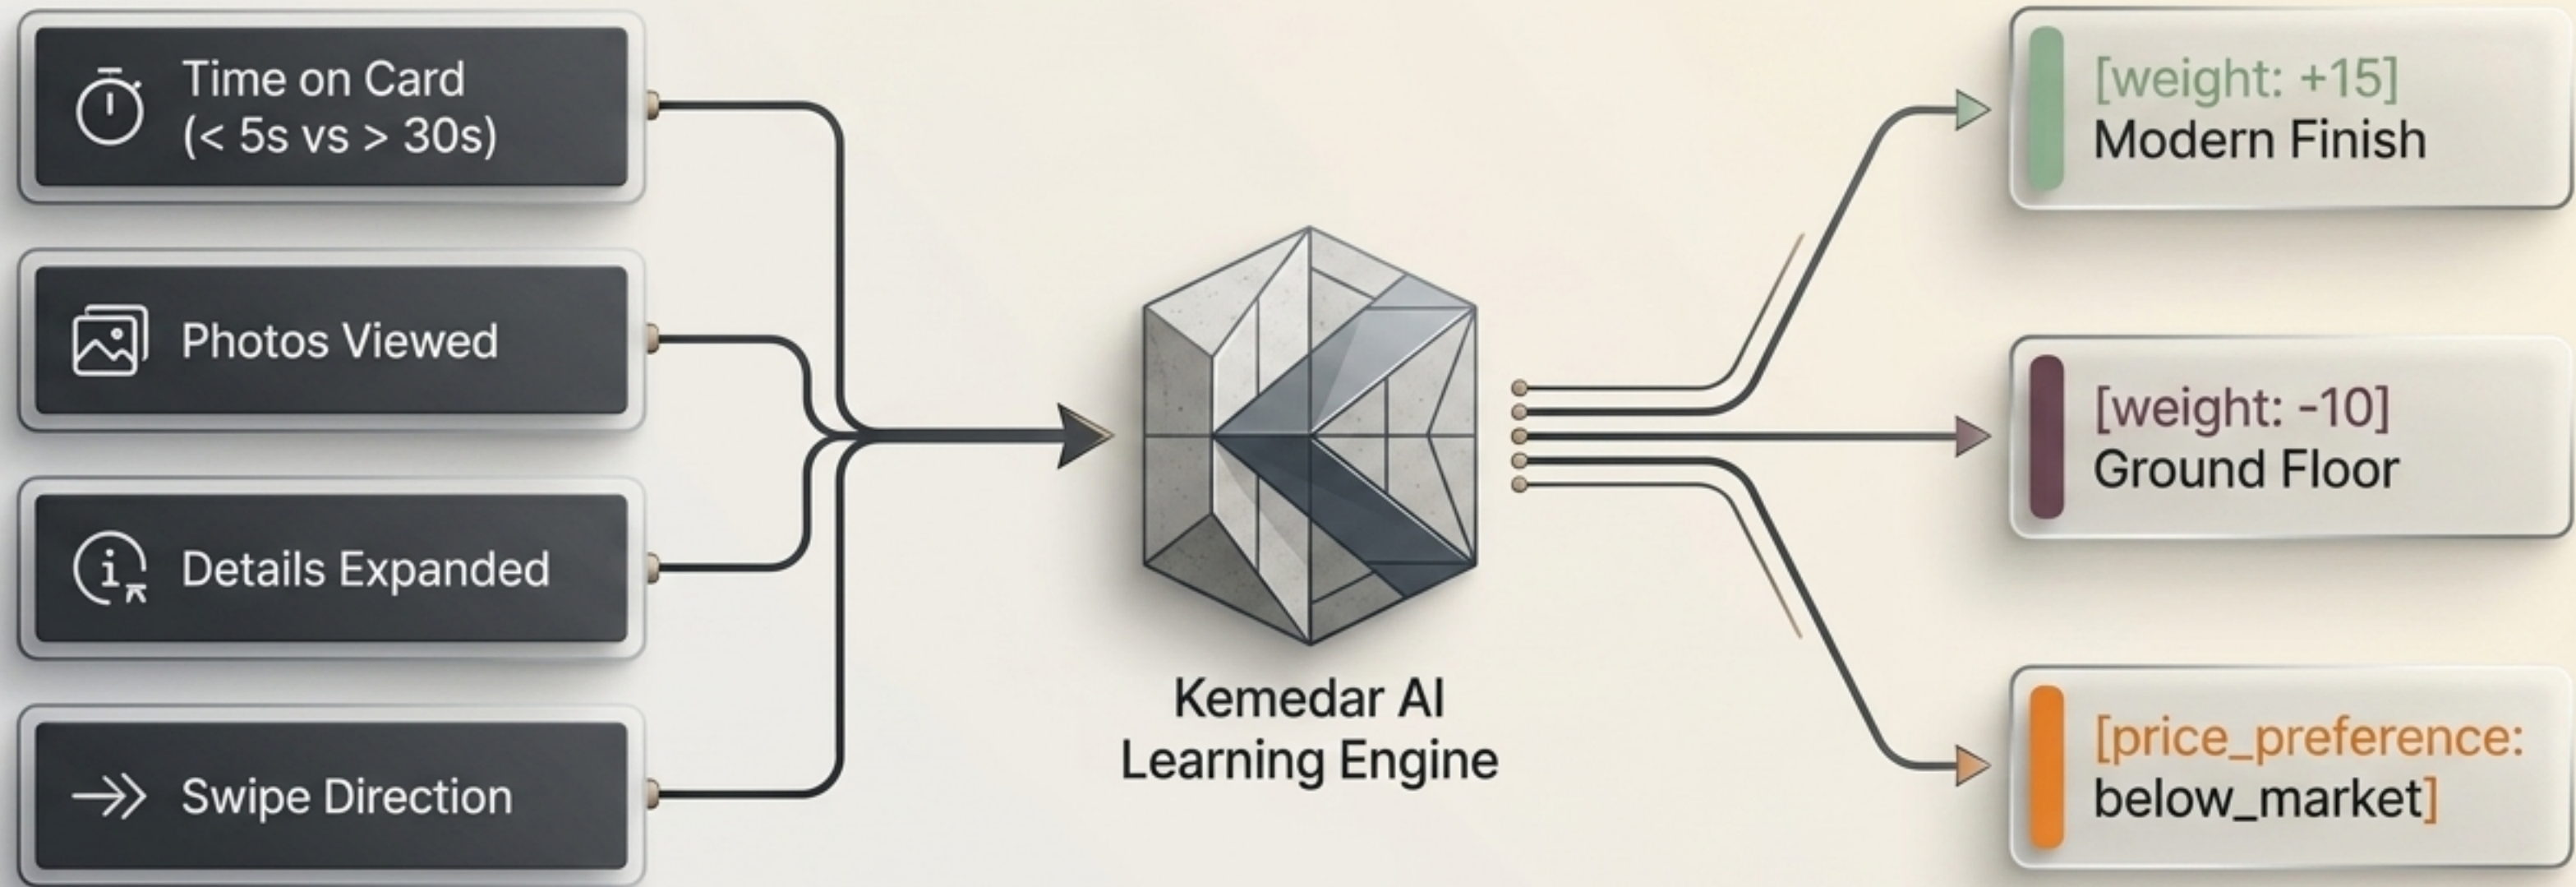 Time on Card
(< 5s vs > 30s)
Photos Viewed
Details Expanded
Swipe Direction
Kemedar AI
Learning Engine
[weight: +15]
Modern Finish
[weight: -10]
Ground Floor
[price_preference:
below_market]